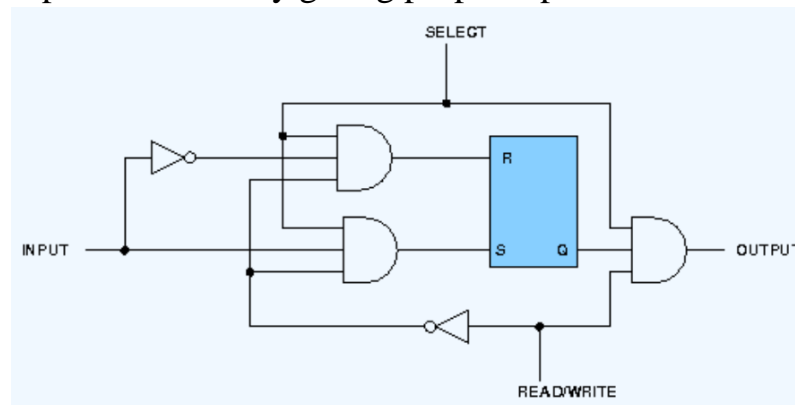 SELECT
R
INPUT
S Q
OUTPUT
READ/WRITE